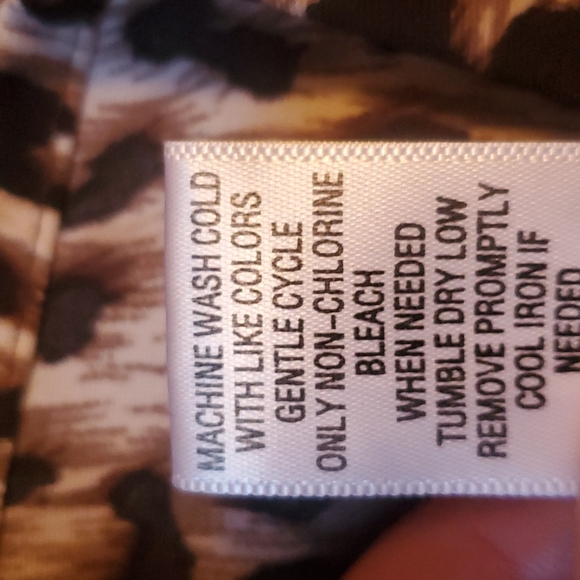 MACHINE WASH COLD
WITH LIKE COLORS
GENTLE CYCLE
ONLY NON-CHLORINE
BLEACH
WHEN NEEDED
TUMBLE DRY LOW
REMOVE PROMPTLY
COOL IRON IF
NEEDED